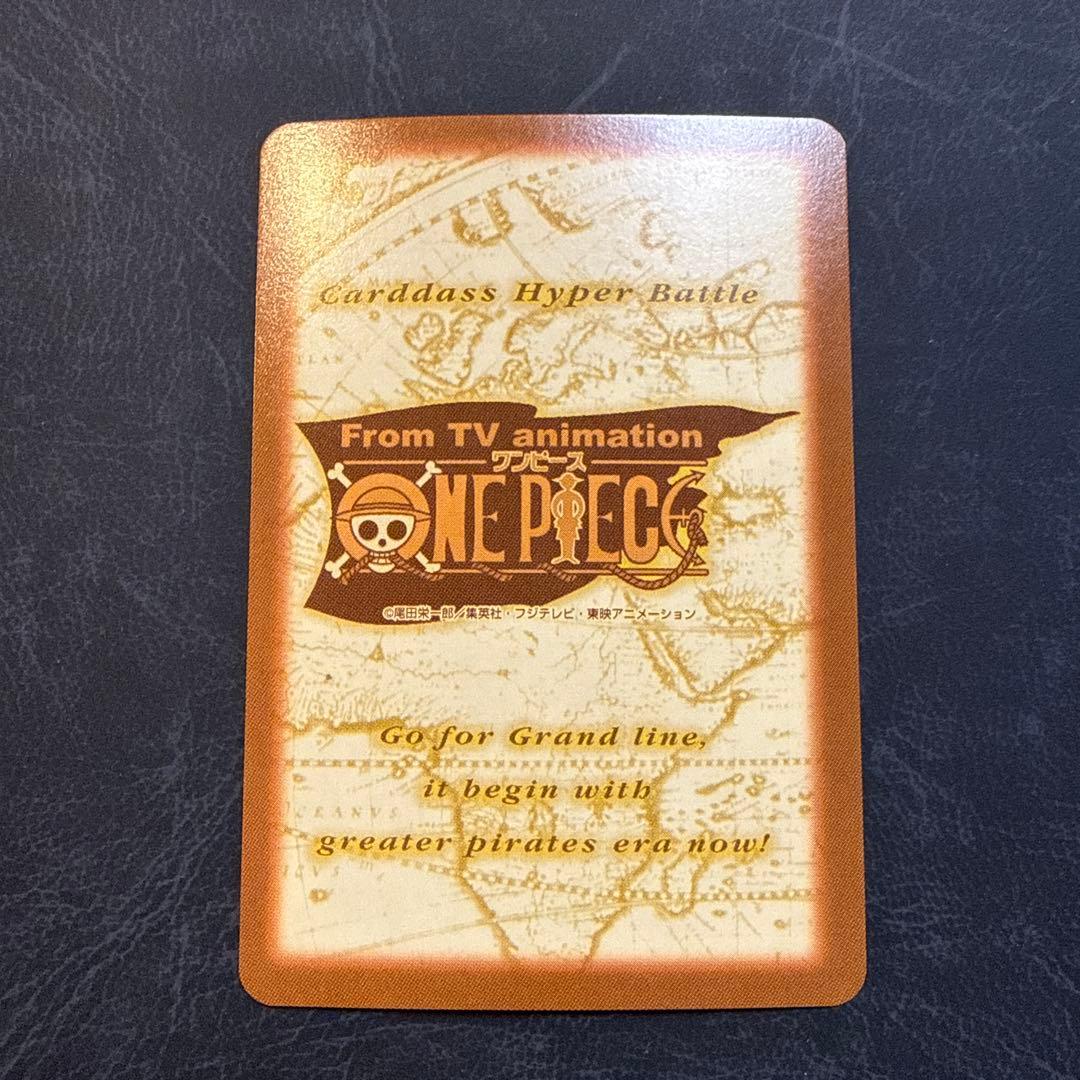 Carddass Hyper Battle
From TV animation
ワンピース
ONE PIECE
©尾田栄一郎／集英社・フジテレビ・東映アニメーション
Go for Grand line,
it begin with
greater pirates era now!
OCEANVS